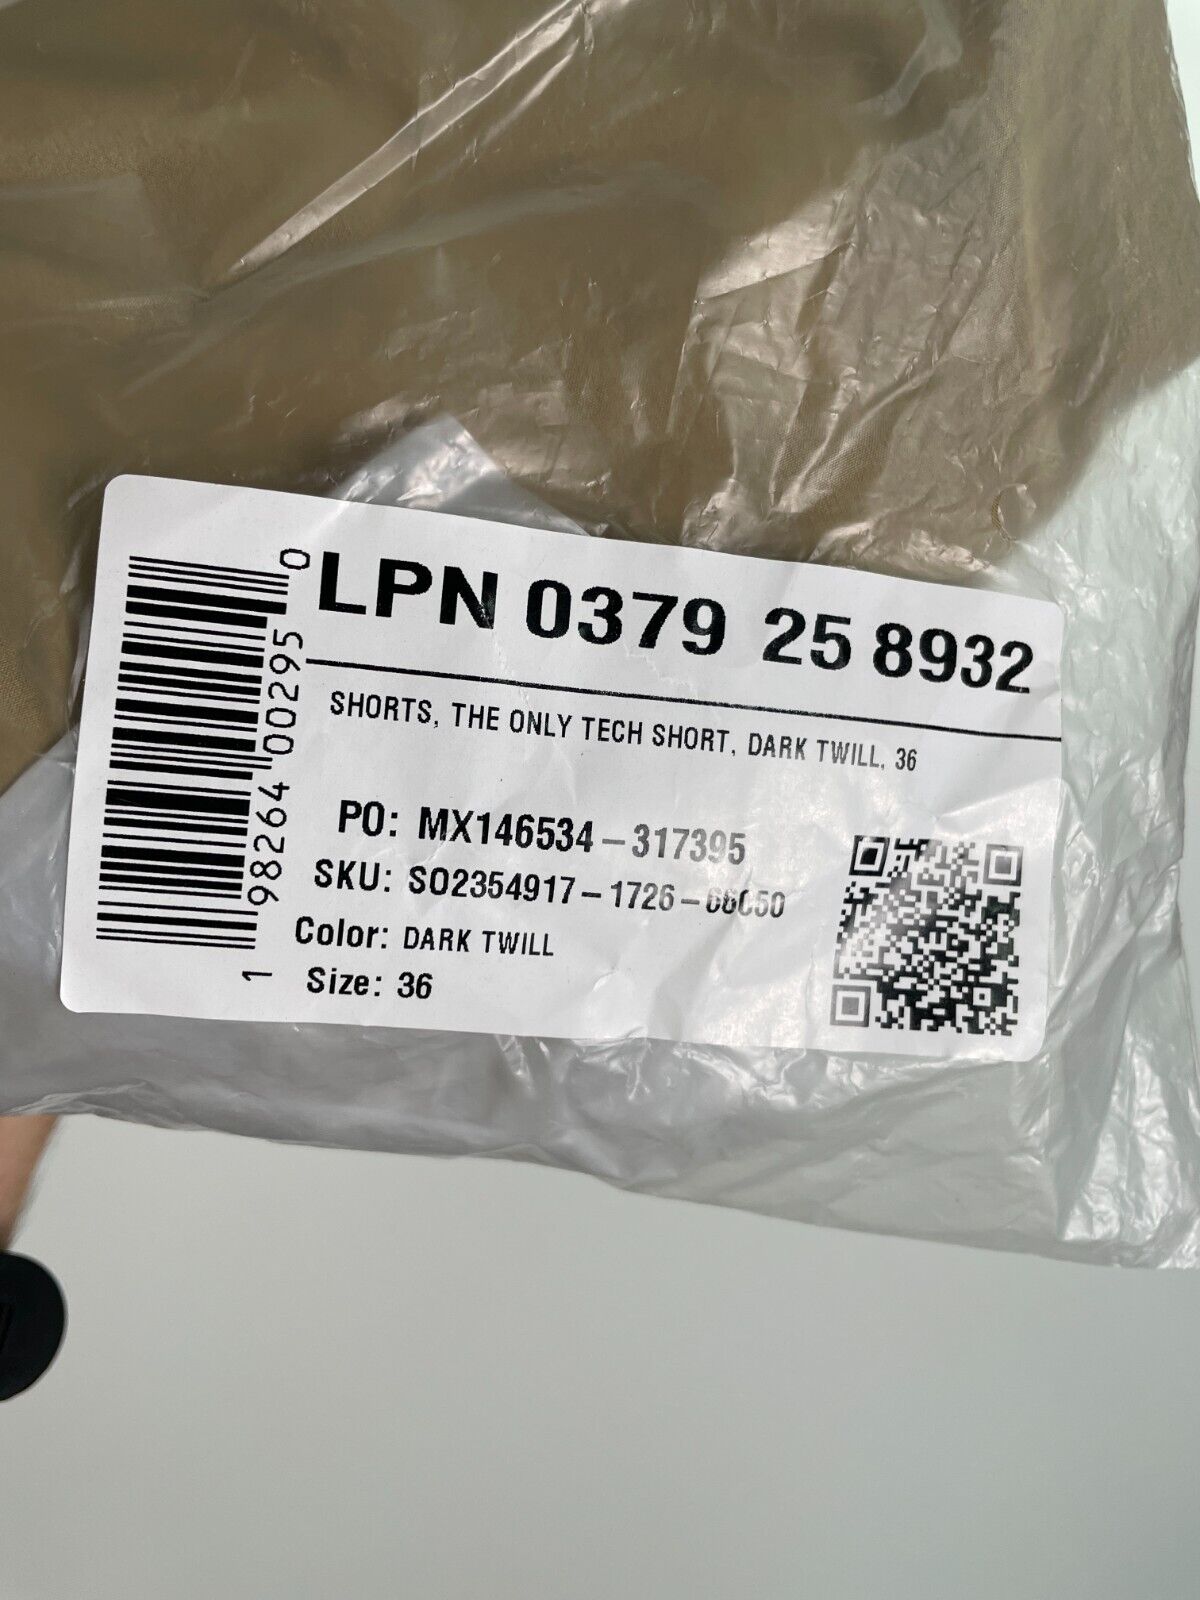 LPN 0379 25 8932
SHORTS, THE ONLY TECH SHORT, DARK TWILL, 36
PO: MX146534-317395
SKU: SO2354917-1726-66050
Color: DARK TWILL
Size: 36
1 98264 00295 0